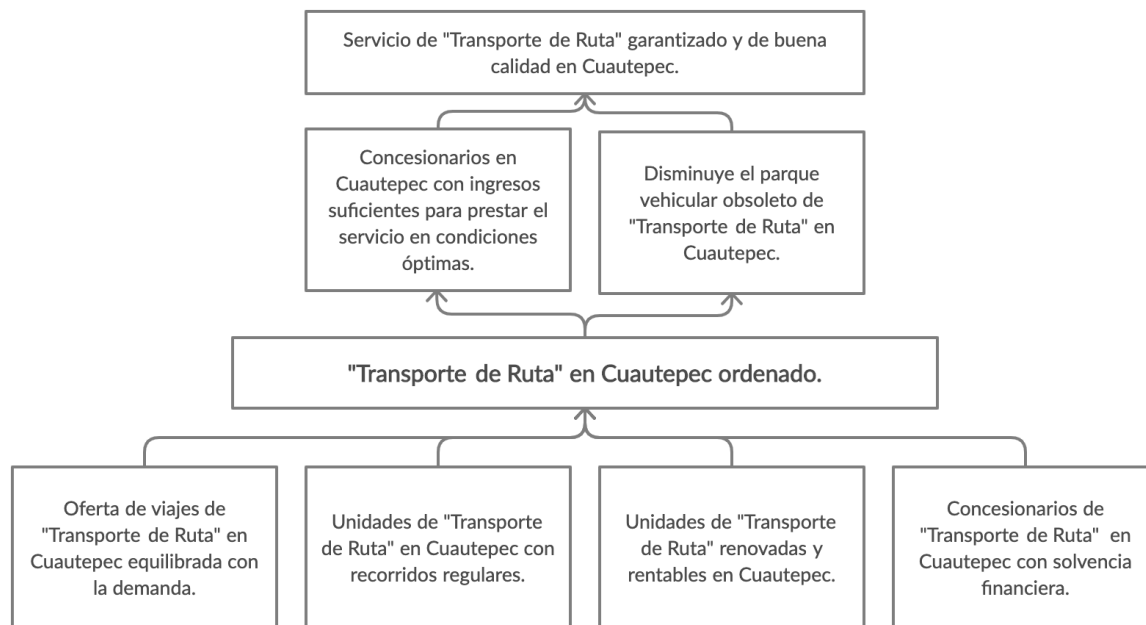 Servicio de "Transporte de Ruta" garantizado y de buena
calidad en Cuautepec.
Concesionarios en
Cuautepec con ingresos
suficientes para prestar el
servicio en condiciones
óptimas.
Disminuye el parque
vehicular obsoleto de
"Transporte de Ruta" en
Cuautepec.
"Transporte de Ruta" en Cuautepec ordenado.
Oferta de viajes de
"Transporte de Ruta" en
Cuautepec equilibrada con
la demanda.
Unidades de "Transporte
de Ruta" en Cuautepec con
recorridos regulares.
Unidades de "Transporte
de Ruta" renovadas y
rentables en Cuautepec.
Concesionarios de
"Transporte de Ruta" en
Cuautepec con solvencia
financiera.